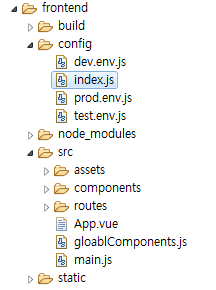 frontend
build
config
dev.env.js
index.js
prod.env.js
test.env.js
node_modules
src
assets
components
routes
App.vue
gloablComponents.js
main.js
static